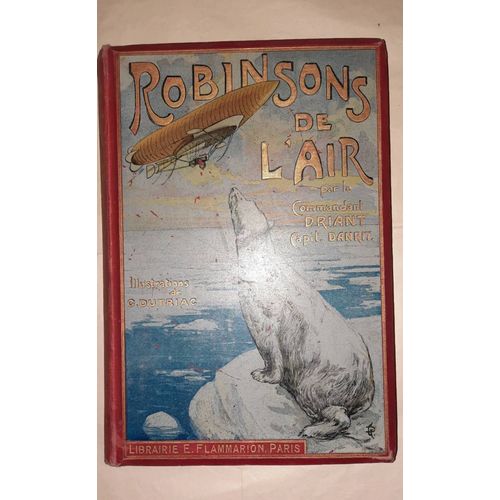 ROBINSONS
DE
L'AIR
par le
Commandant
DRIANT
Capit. DANRIT.
Illustrations
de
G. DUTRIAC
LIBRAIRIE E. FLAMMARION, PARIS